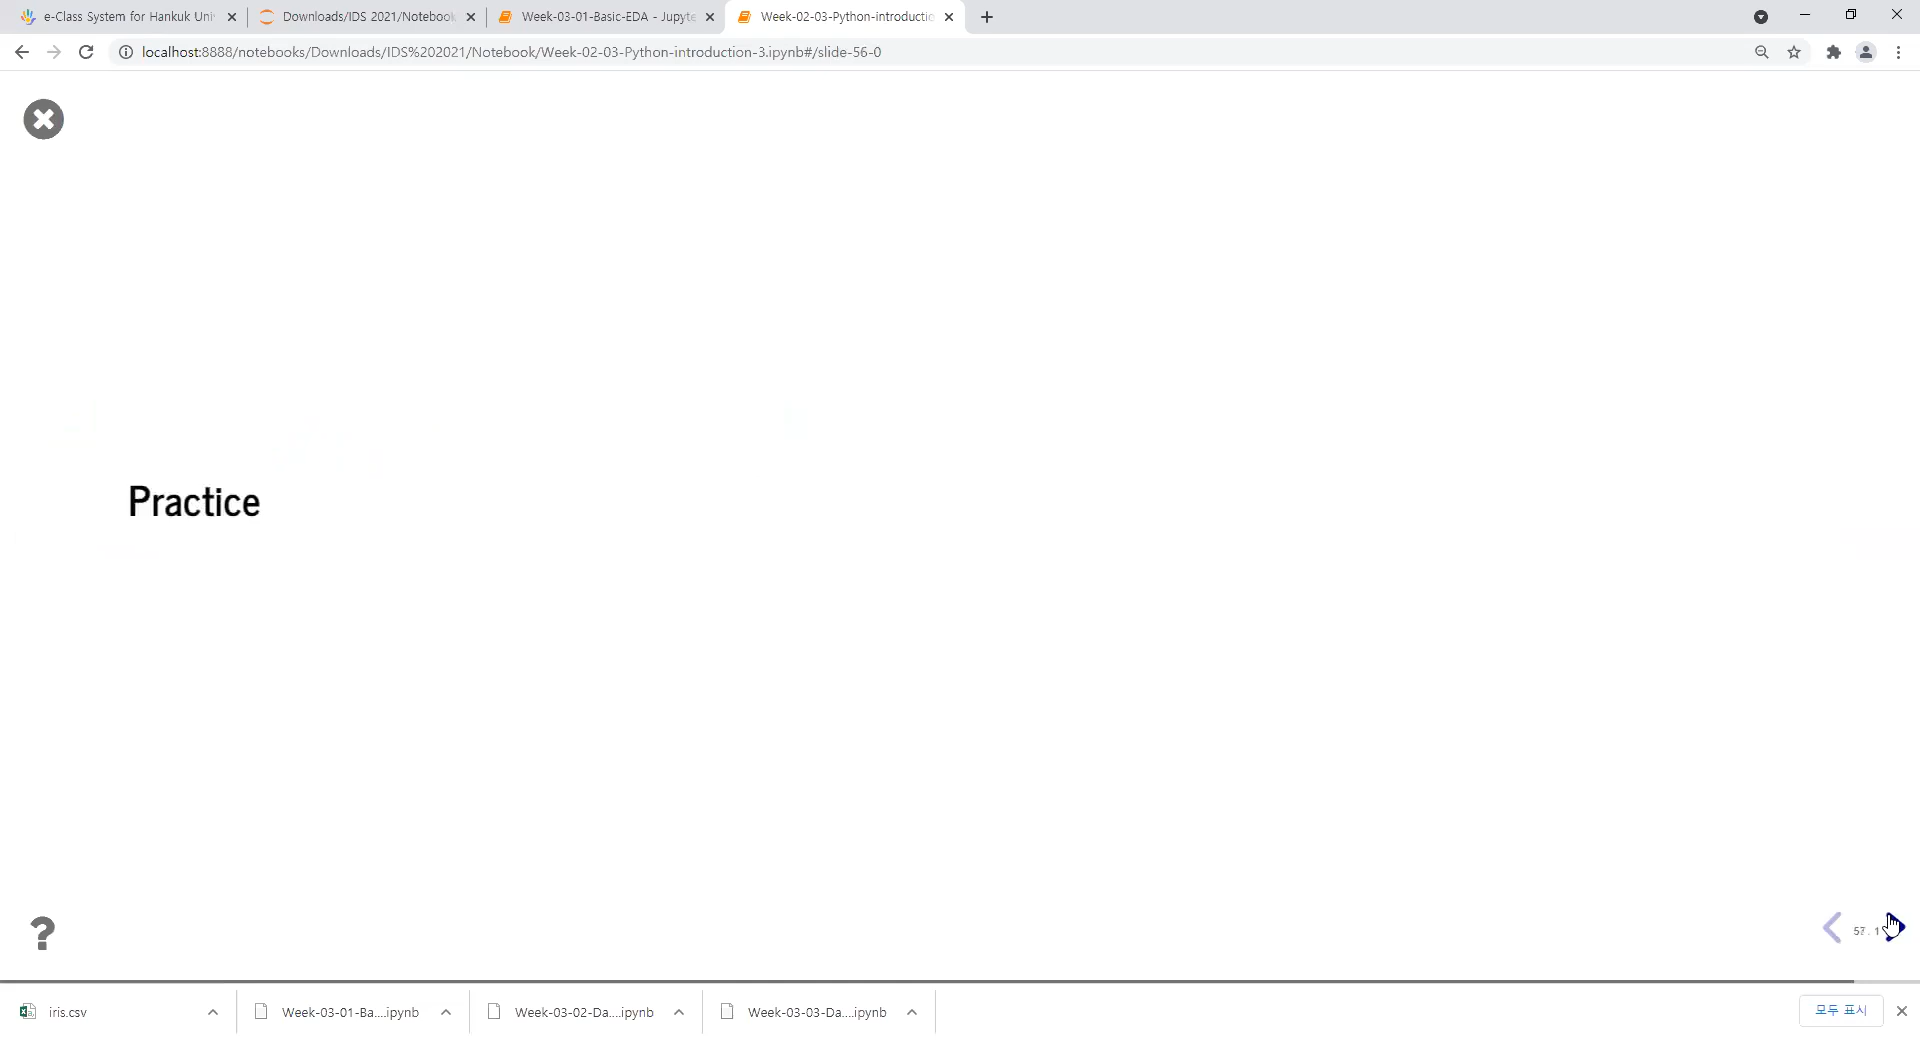 e-Class System for Hankuk Univ
Downloads/IDS 2021/Notebook
Week-03-01-Basic-EDA - Jupyte
Week-02-03-Python-introductio
localhost:8888/notebooks/Downloads/IDS%202021/Notebook/Week-02-03-Python-introduction-3.ipynb#/slide-56-0
Practice
?
57.1
iris.csv
Week-03-01-Ba....ipynb
Week-03-02-Da....ipynb
Week-03-03-Da....ipynb
모두 표시